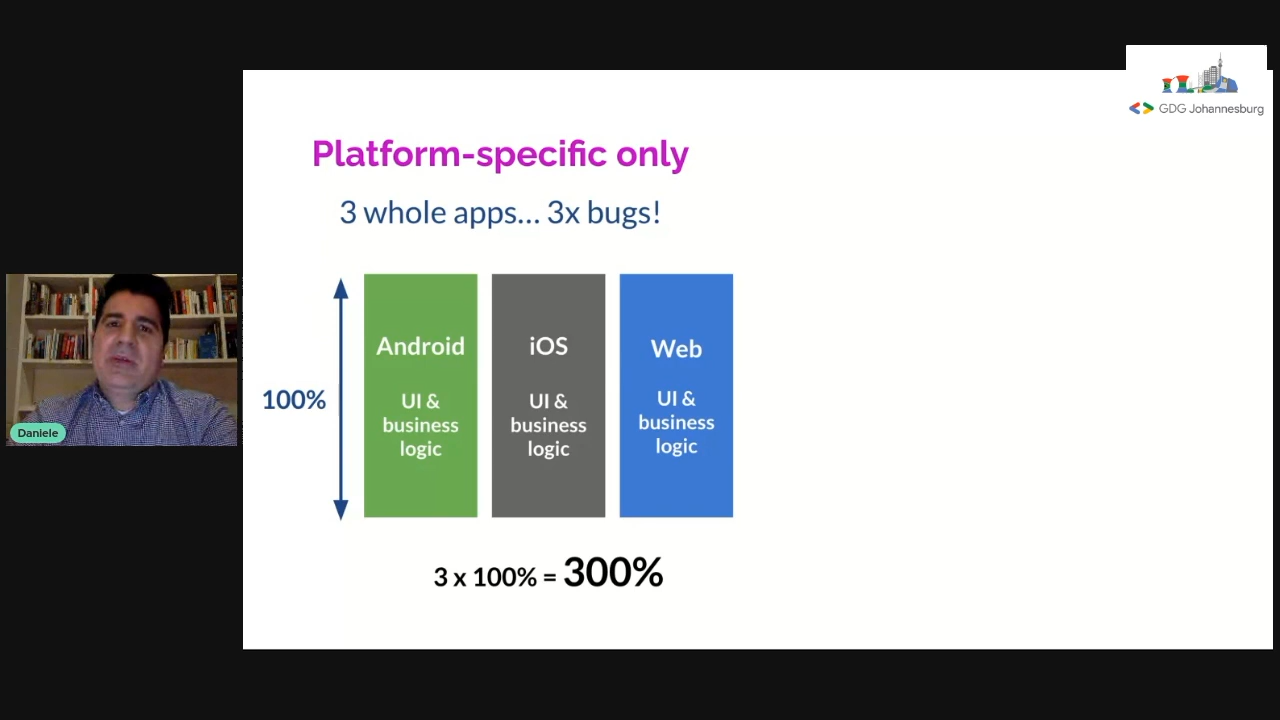 GDG Johannesburg
Platform-specific only
3 whole apps... 3x bugs!
100%
Android
UI &
business
logic
iOS
UI &
business
logic
Web
UI &
business
logic
3 x 100% = 300%
Daniele